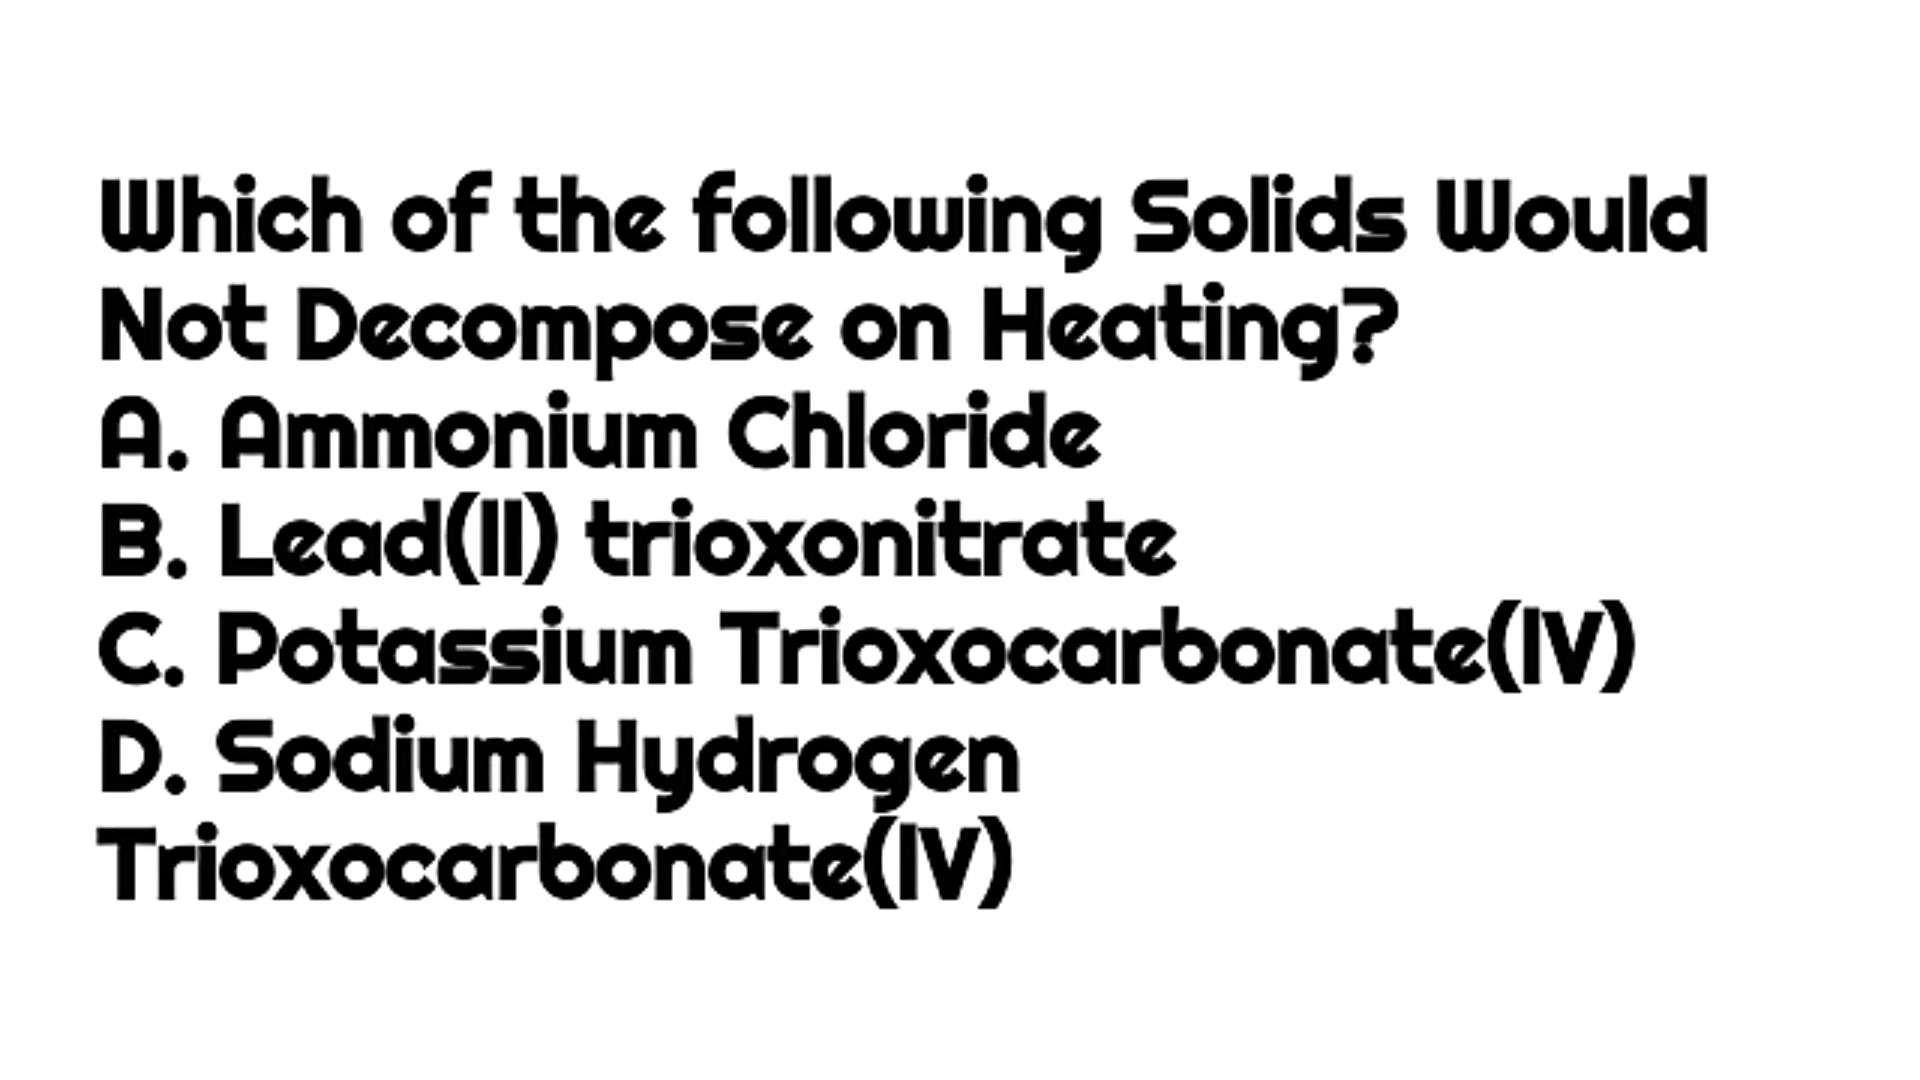 Which of the following Solids Would
Not Decompose on Heating?
A. Ammonium Chloride
B. Lead(II) trioxonitrate
C. Potassium Trioxocarbonate(IV)
D. Sodium Hydrogen
Trioxocarbonate(IV)